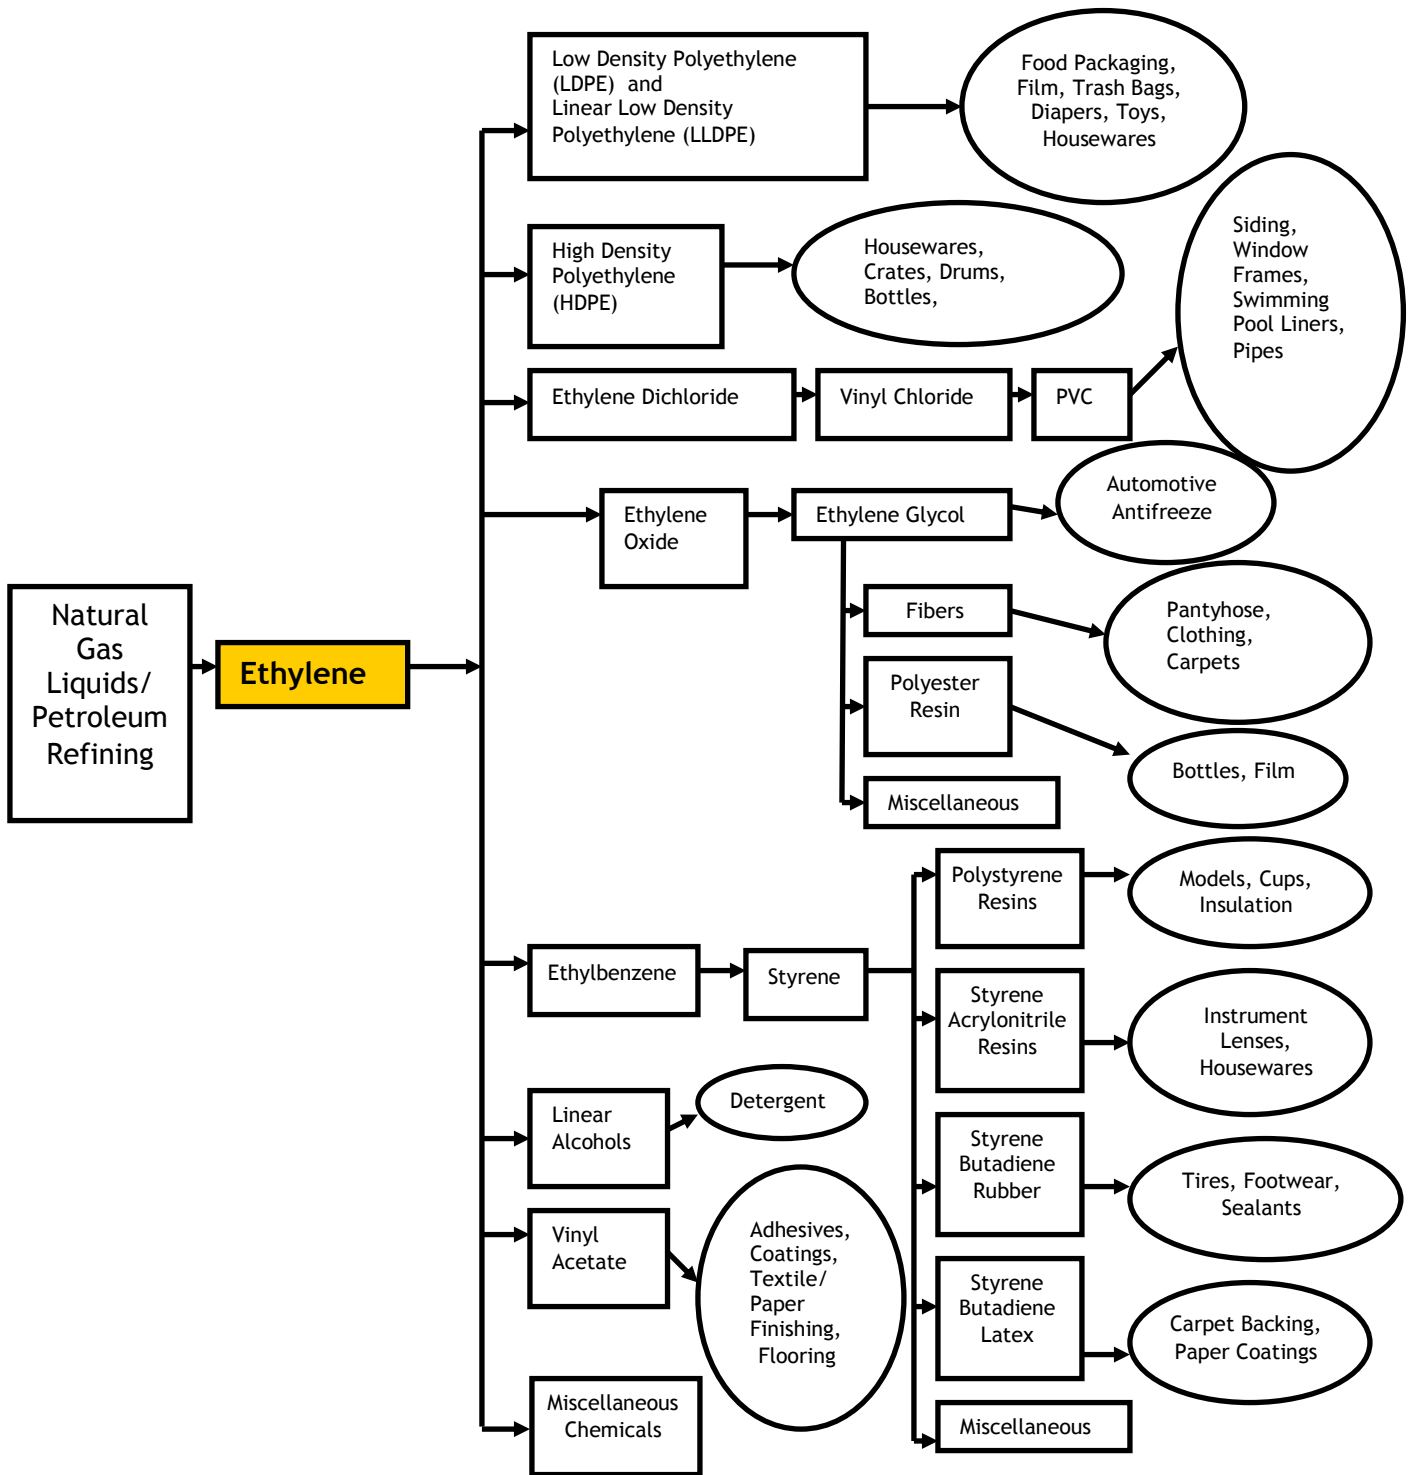 Low Density Polyethylene
(LDPE) and
Linear Low Density
Polyethylene (LLDPE)
Food Packaging,
Film, Trash Bags,
Diapers, Toys,
Housewares
High Density
Polyethylene
(HDPE)
Housewares,
Crates, Drums,
Bottles,
Siding,
Window
Frames,
Swimming
Pool Liners,
Pipes
Ethylene Dichloride
Vinyl Chloride
PVC
Ethylene
Oxide
Ethylene Glycol
Automotive
Antifreeze
Natural
Gas
Liquids/
Petroleum
Refining
Ethylene
Fibers
Pantyhose,
Clothing,
Carpets
Polyester
Resin
Bottles, Film
Miscellaneous
Ethylbenzene
Styrene
Polystyrene
Resins
Models, Cups,
Insulation
Styrene
Acrylonitrile
Resins
Instrument
Lenses,
Housewares
Linear
Alcohols
Detergent
Styrene
Butadiene
Rubber
Tires, Footwear,
Sealants
Vinyl
Acetate
Adhesives,
Coatings,
Textile/
Paper
Finishing,
Flooring
Styrene
Butadiene
Latex
Carpet Backing,
Paper Coatings
Miscellaneous
Chemicals
Miscellaneous